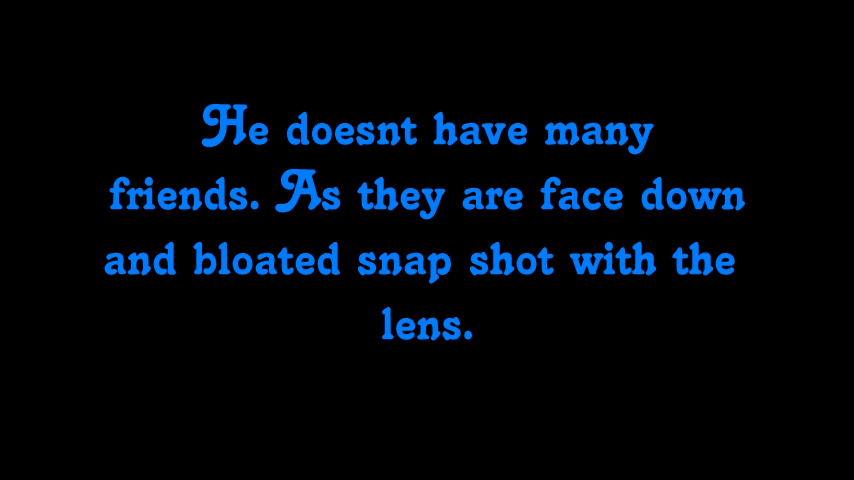 He doesnt have many
friends. As they are face down
and bloated snap shot with the
lens.